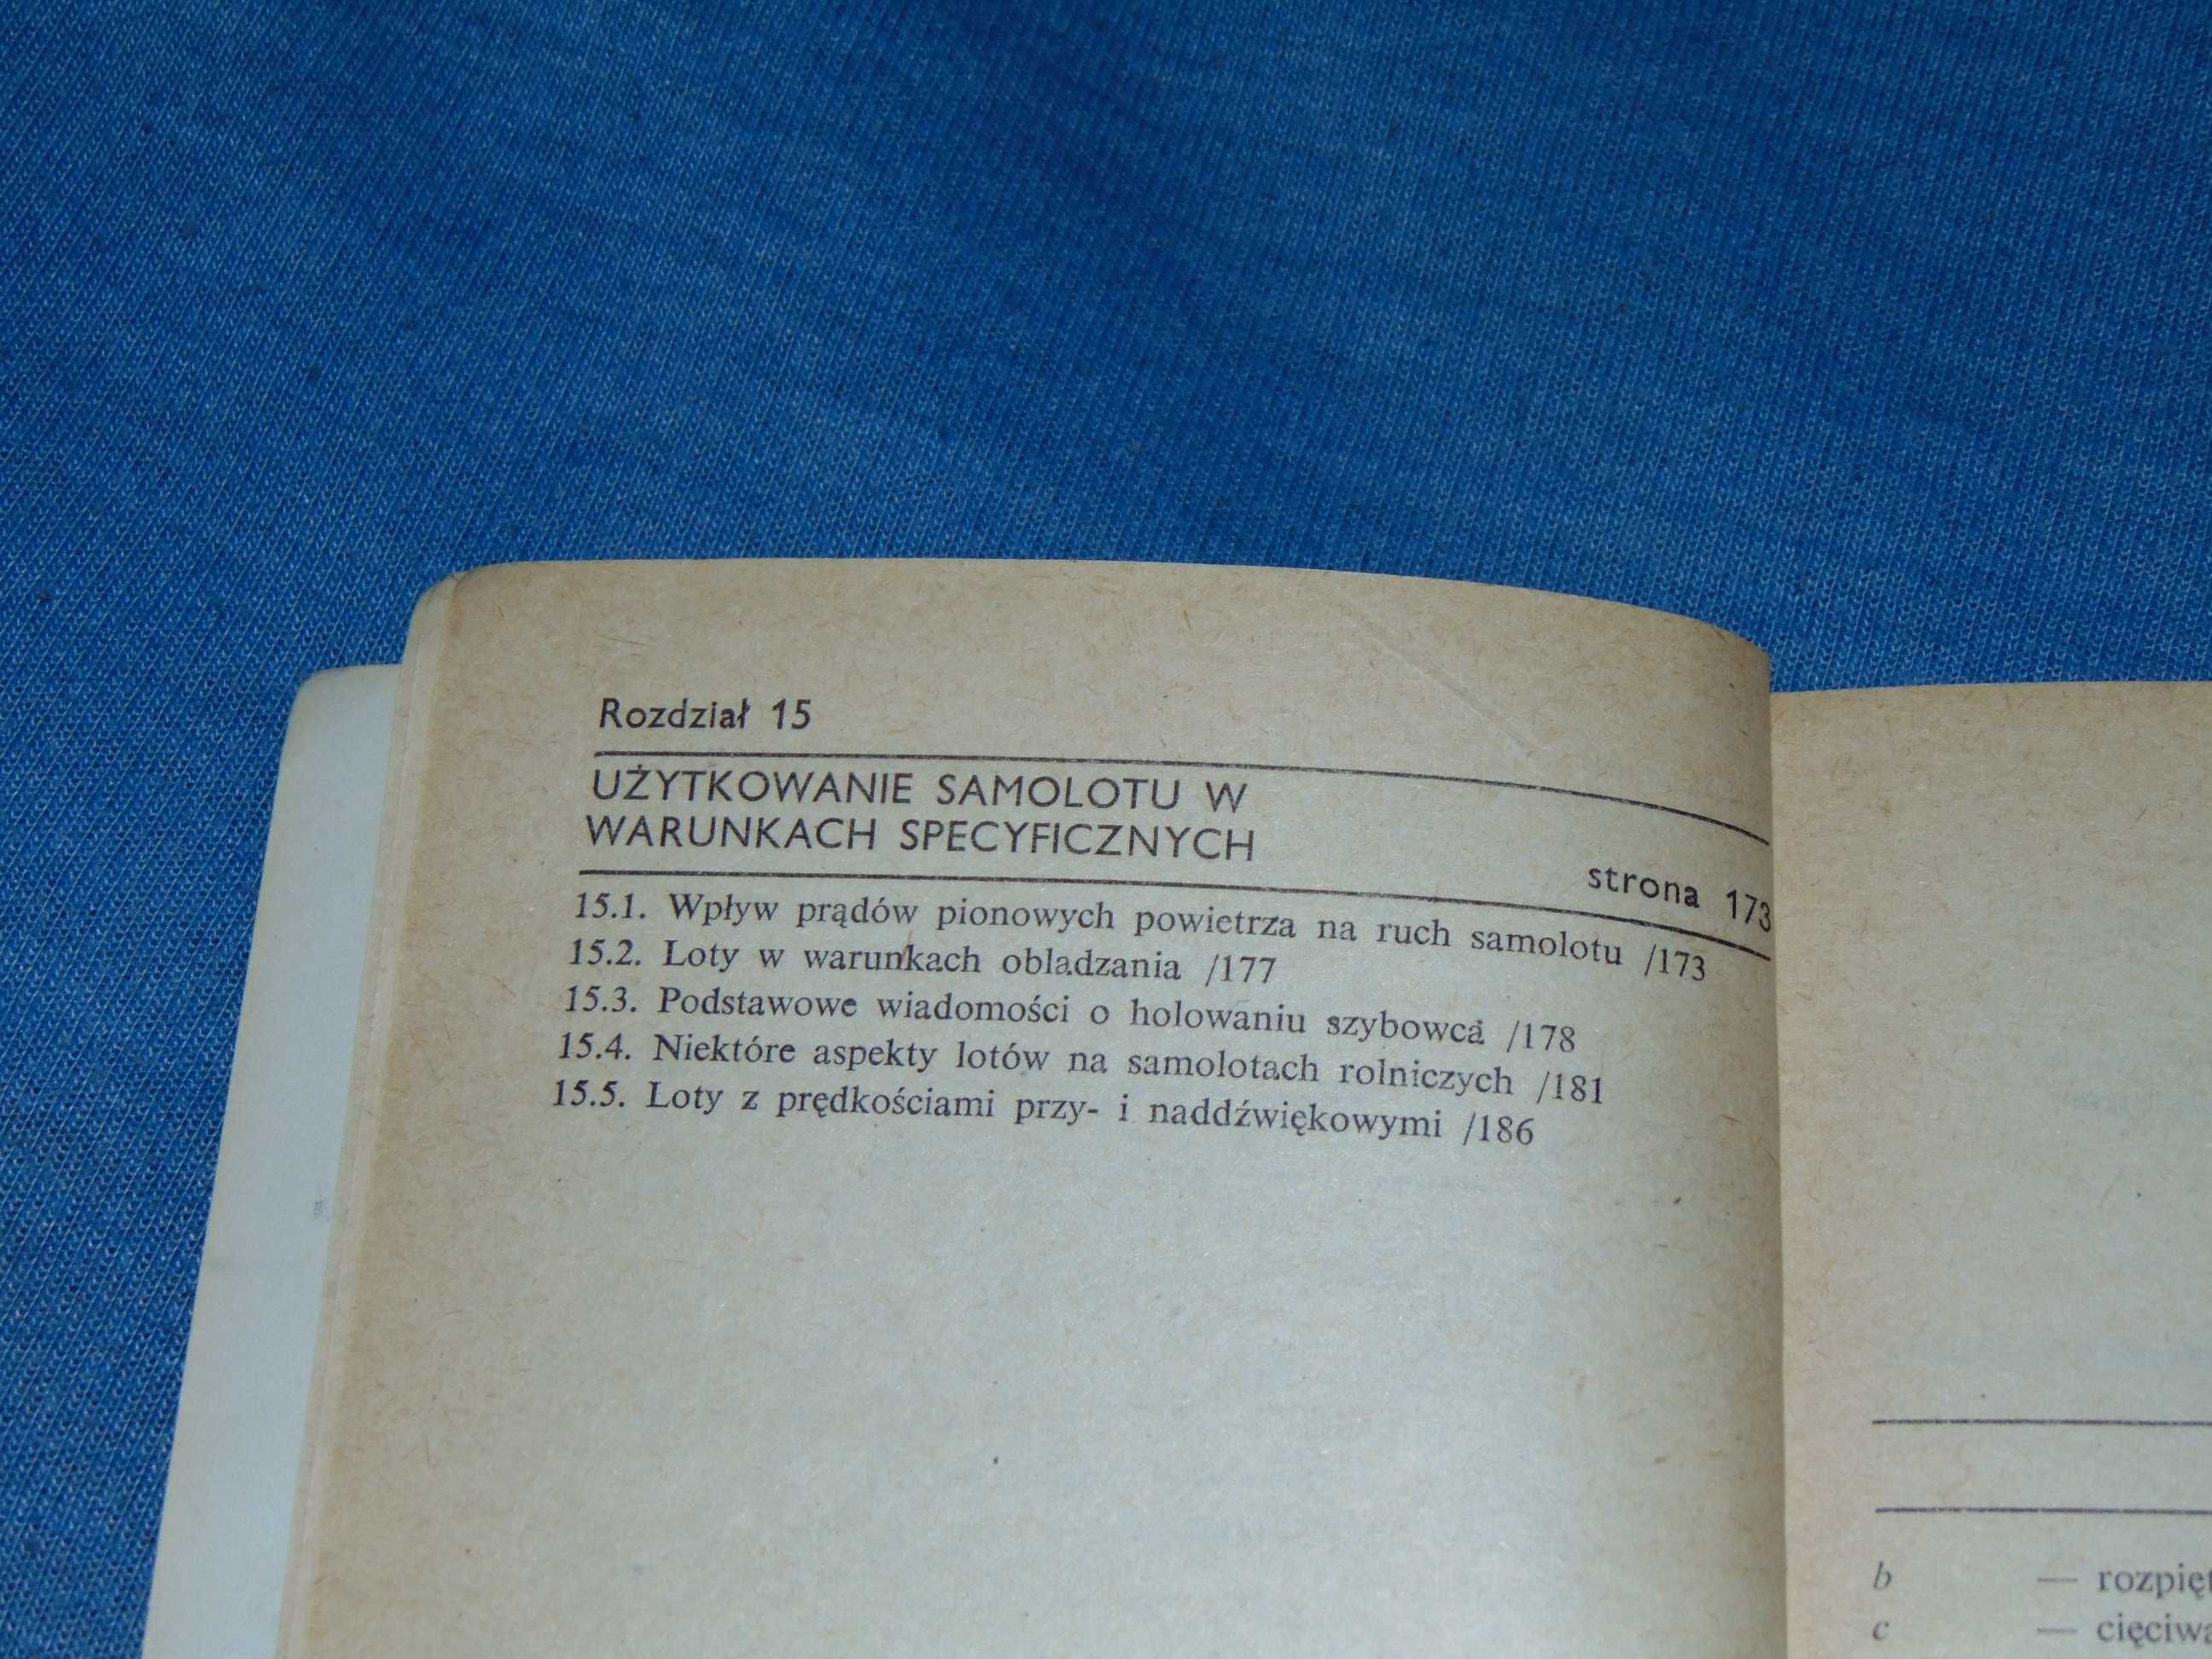 Rozdział 15
UŻYTKOWANIE SAMOLOTU W
WARUNKACH SPECYFICZNYCH
strona 173
15.1. Wpływ prądów pionowych powietrza na ruch samolotu /173
15.2. Loty w warunkach obladzania /177
15.3. Podstawowe wiadomości o holowaniu szybowca /178
15.4. Niektóre aspekty lotów na samolotach rolniczych /181
15.5. Loty z prędkościami przy- i naddźwiękowymi /186
b —
c —